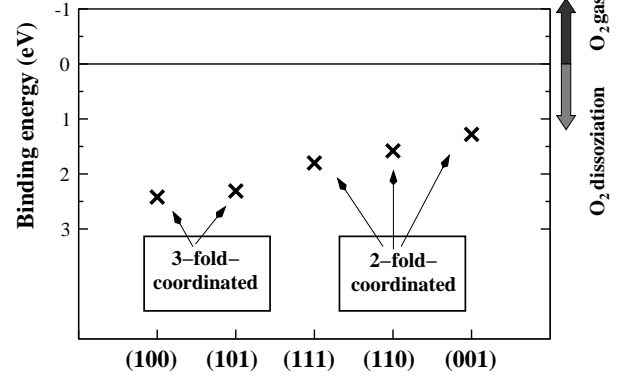 -1
0
1
2
3
Binding energy (eV)
3−fold−
coordinated
2−fold−
coordinated
(100)
(101)
(111)
(110)
(001)
O2 gas
O2 dissoziation